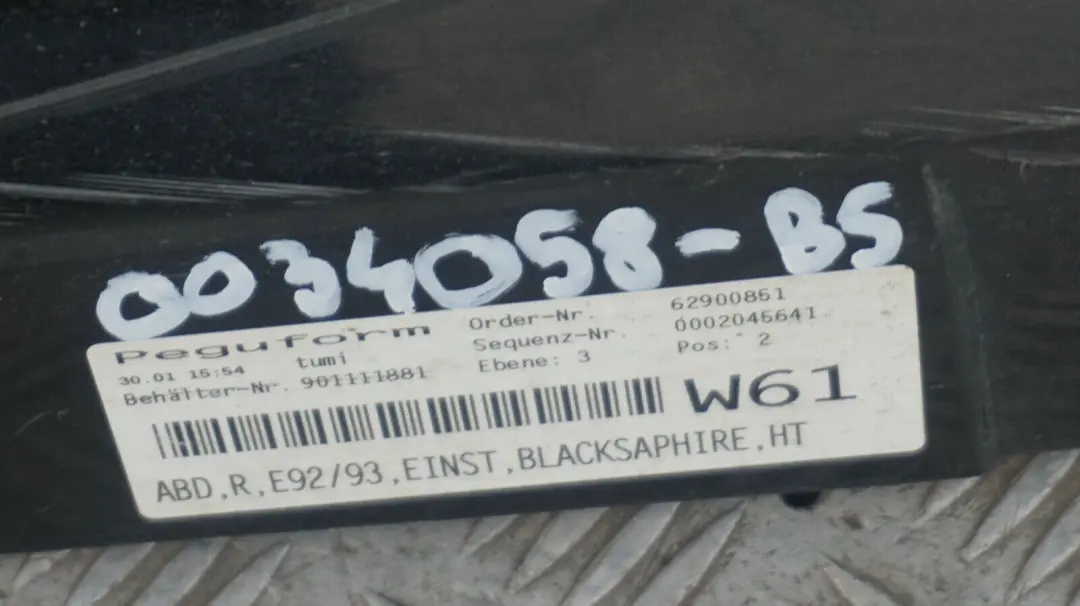 0034058-BS
Peguform Order-Nr. 62900851
30.01 15:54 tumi Sequenz-Nr. 0002045641
Behälter-Nr. 901111881 Ebene: 3 Pos: 2
W61
ABD,R,E92/93,EINST,BLACKSAPHIRE,HT